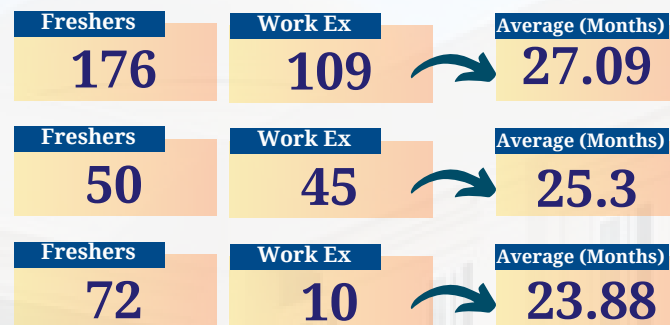 Freshers Work Ex Average (Months)
176 109 27.09
Freshers Work Ex Average (Months)
50 45 25.3
Freshers Work Ex Average (Months)
72 10 23.88